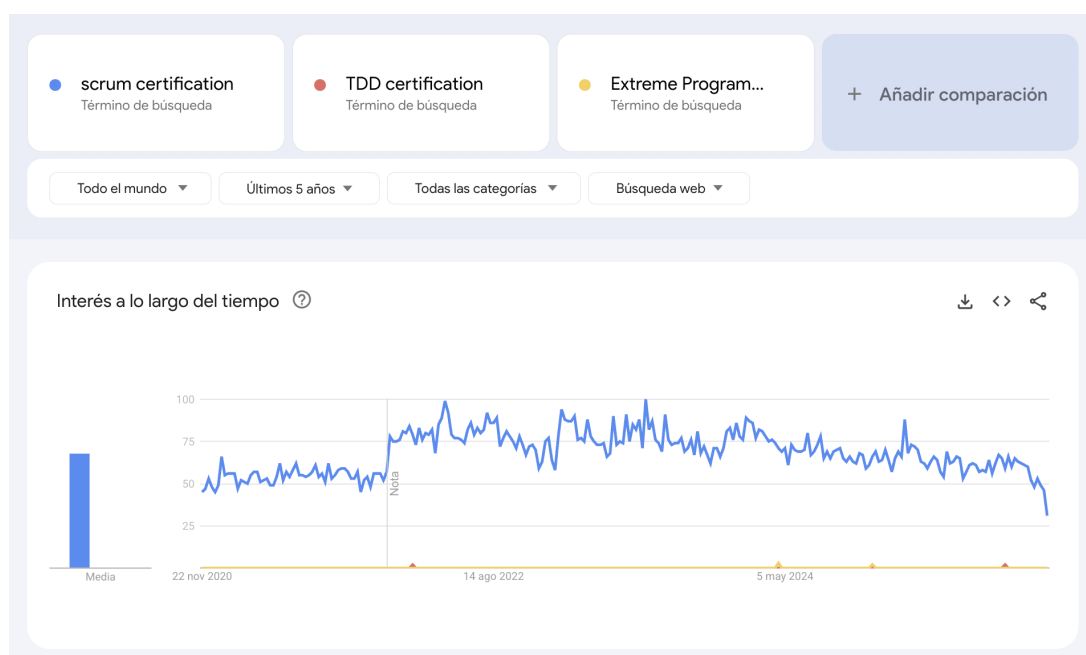 scrum certification
Término de búsqueda
TDD certification
Término de búsqueda
Extreme Program...
Término de búsqueda
+ Añadir comparación
Todo el mundo
Últimos 5 años
Todas las categorías
Búsqueda web
Interés a lo largo del tiempo
100
75
50
25
Nota
Media
22 nov 2020
14 ago 2022
5 may 2024